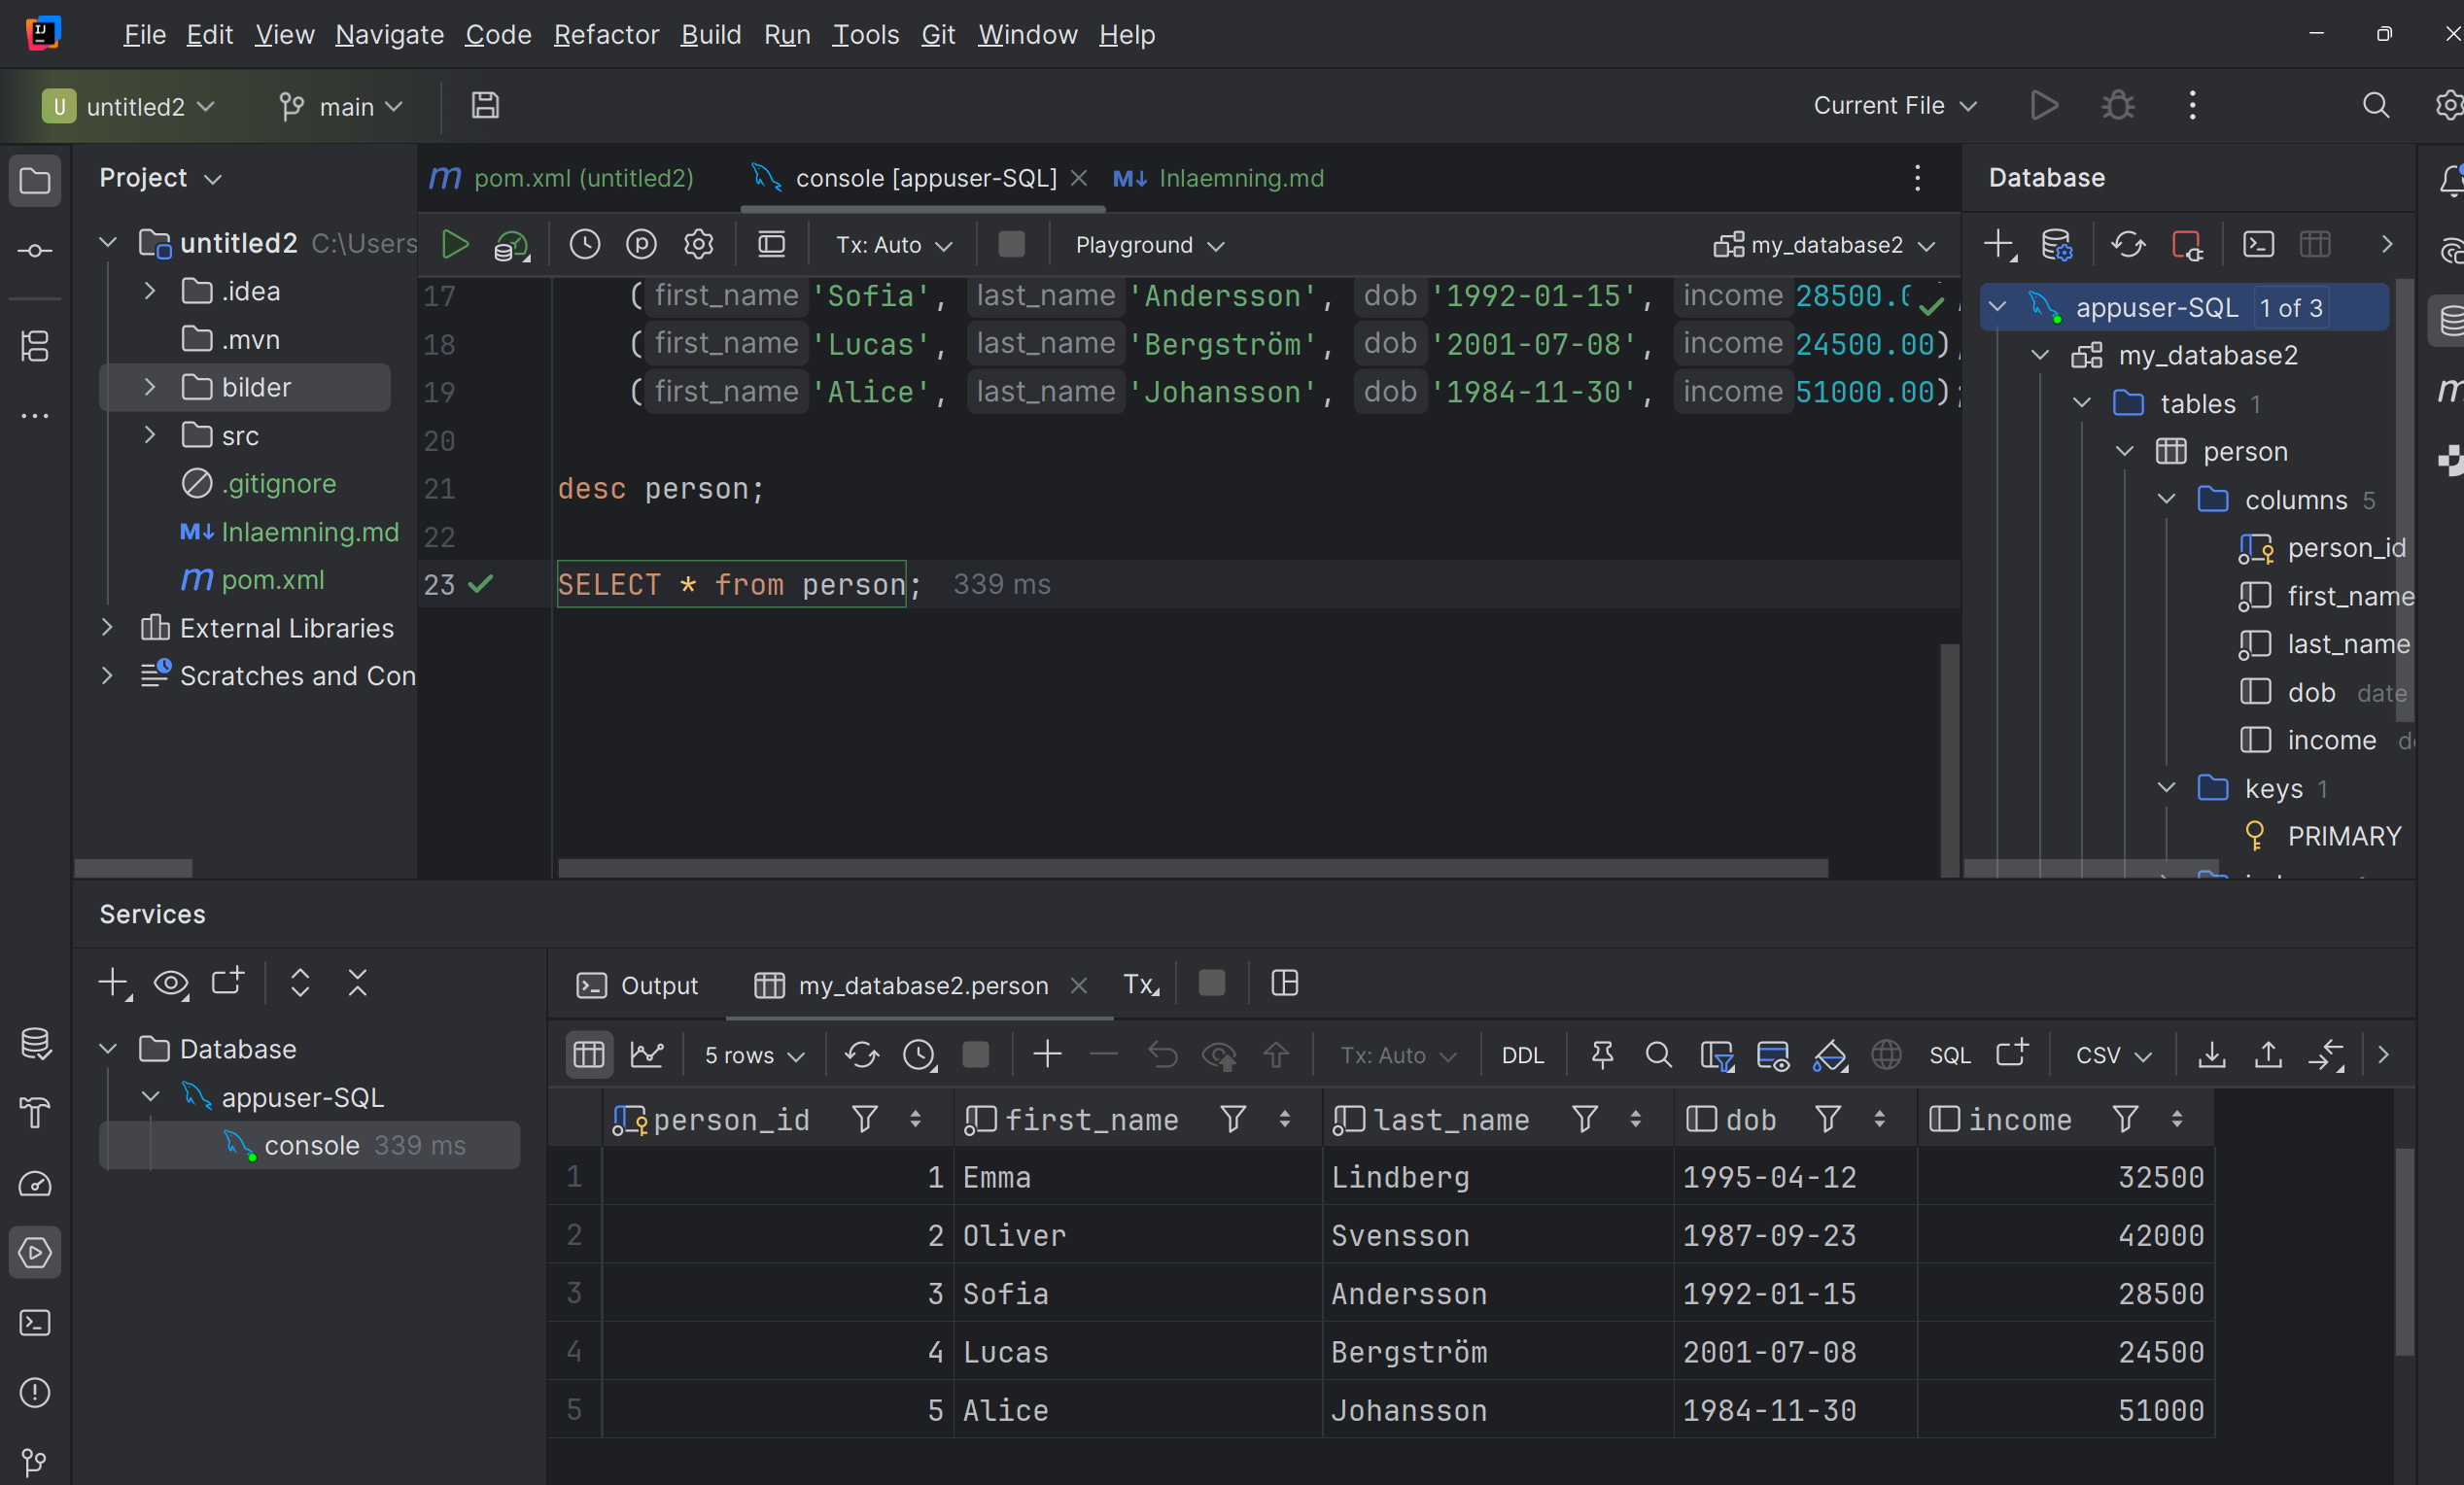 File Edit View Navigate Code Refactor Build Run Tools Git Window Help
U untitled2 main Current File
Project
untitled2 C:\Users
.idea
.mvn
bilder
src
.gitignore
M↓ Inlaemning.md
m pom.xml
External Libraries
Scratches and Con
m pom.xml (untitled2) console [appuser-SQL] M↓ Inlaemning.md
Tx: Auto Playground my_database2
17 ( first_name 'Sofia', last_name 'Andersson', dob '1992-01-15', income 28500.0
18 ( first_name 'Lucas', last_name 'Bergström', dob '2001-07-08', income 24500.00),
19 ( first_name 'Alice', last_name 'Johansson', dob '1984-11-30', income 51000.00);
20
21 desc person;
22
23 SELECT * from person; 339 ms
Database
appuser-SQL 1 of 3
my_database2
tables 1
person
columns 5
person_id
first_name
last_name
dob date
income
keys 1
PRIMARY
Services
Database
appuser-SQL
console 339 ms
Output my_database2.person Tx
5 rows Tx: Auto DDL SQL CSV
person_id first_name last_name dob income
1 1 Emma Lindberg 1995-04-12 32500
2 2 Oliver Svensson 1987-09-23 42000
3 3 Sofia Andersson 1992-01-15 28500
4 4 Lucas Bergström 2001-07-08 24500
5 5 Alice Johansson 1984-11-30 51000